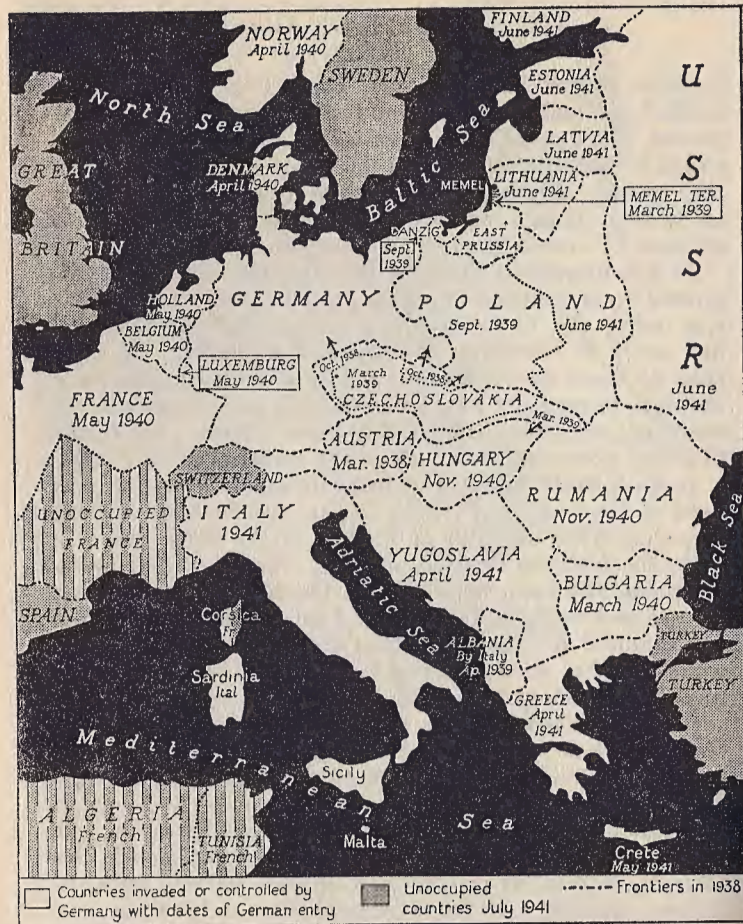 NORWAY
April 1940
FINLAND
June 1941
SWEDEN
ESTONIA
June 1941
U
S
S
R
June
1941
North Sea
LATVIA
June 1941
GREAT
BRITAIN
DENMARK
April 1940
Baltic Sea
MEMEL
LITHUANIA
June 1941
MEMEL TER.
March 1939
DANZIG
Sept.
1939
EAST
PRUSSIA
HOLLAND
May 1940
GERMANY
POLAND
Sept. 1939
June 1941
BELGIUM
May 1940
LUXEMBURG
May 1940
Oct. 1938
March
1939
Oct. 1938
CZECHOSLOVAKIA
Mar. 1939
FRANCE
May 1940
AUSTRIA
Mar. 1938
HUNGARY
Nov. 1940
SWITZERLAND
RUMANIA
Nov. 1940
UNOCCUPIED
FRANCE
ITALY
1941
Adriatic Sea
YUGOSLAVIA
April 1941
BULGARIA
March 1940
Black Sea
SPAIN
Corsica
Fr.
ALBANIA
By Italy
Ap. 1939
TURKEY
TURKEY
Sardinia
Ital
GREECE
April
1941
Mediterranean Sea
Sicily
ALGERIA
French
TUNISIA
French
Malta
Crete
May 1941
Countries invaded or controlled by
Germany with dates of German entry
Unoccupied
countries July 1941
Frontiers in 1938